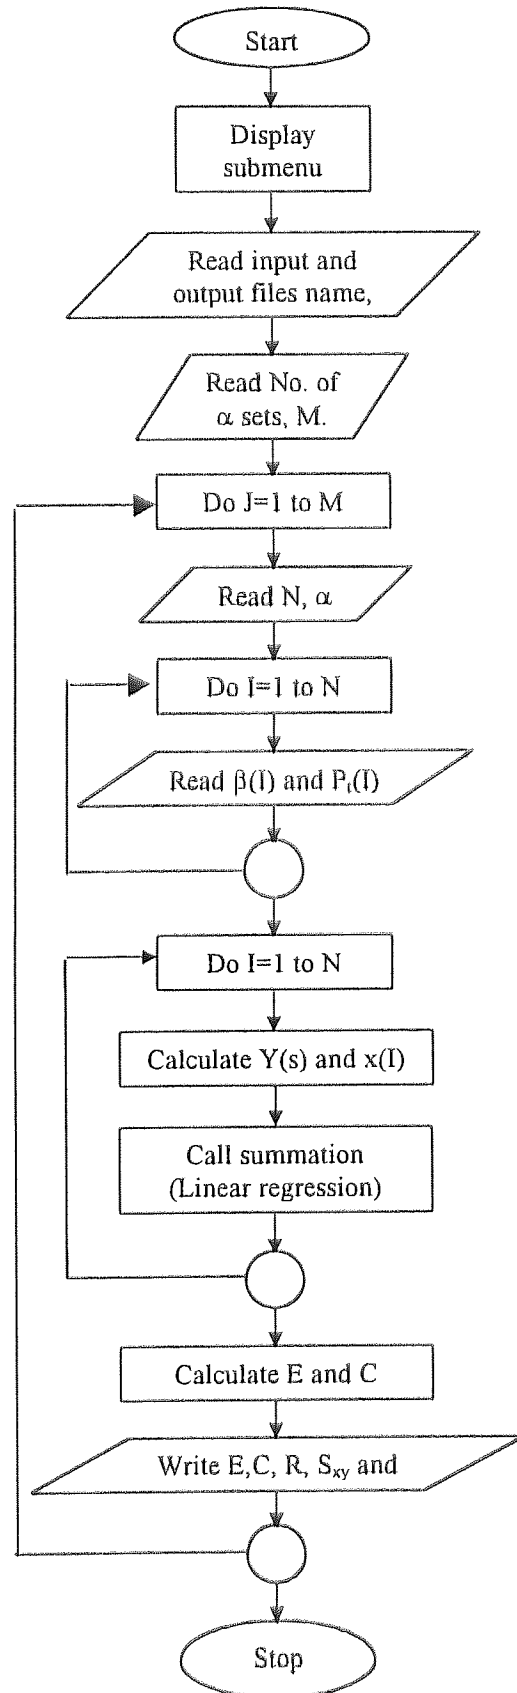 Start
Display
submenu
Read input and
output files name,
Read No. of
α sets, M.
Do J=1 to M
Read N, α
Do I=1 to N
Read β(I) and Pₜ(I)
Do I=1 to N
Calculate Y(s) and x(I)
Call summation
(Linear regression)
Calculate E and C
Write E,C, R, Sxy and
Stop